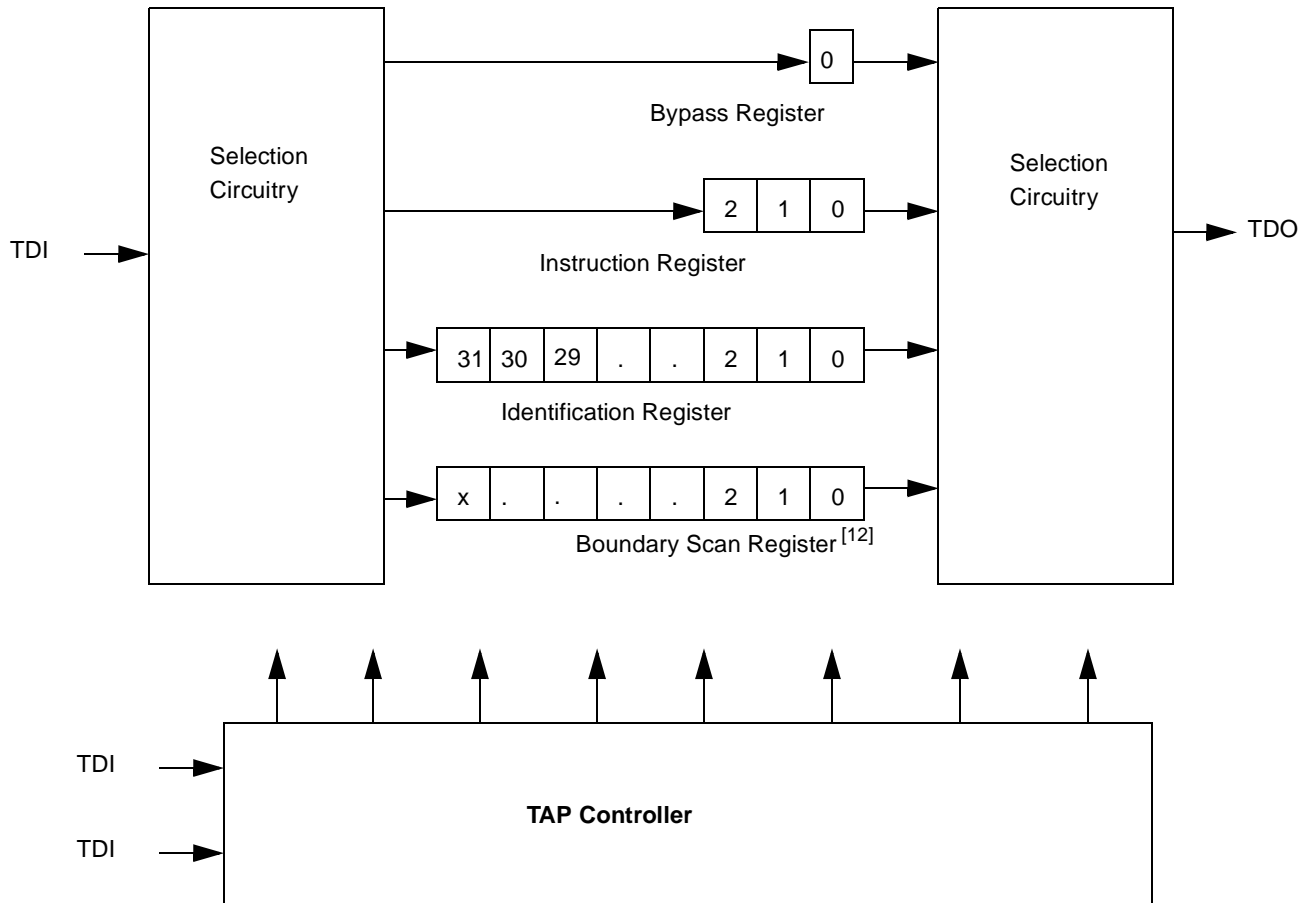 0
Bypass Register
Selection
Circuitry
Selection
Circuitry
2 1 0
TDI
TDO
Instruction Register
31 30 29 . . 2 1 0
Identification Register
x . . . . 2 1 0
Boundary Scan Register [12]
TDI
TAP Controller
TDI